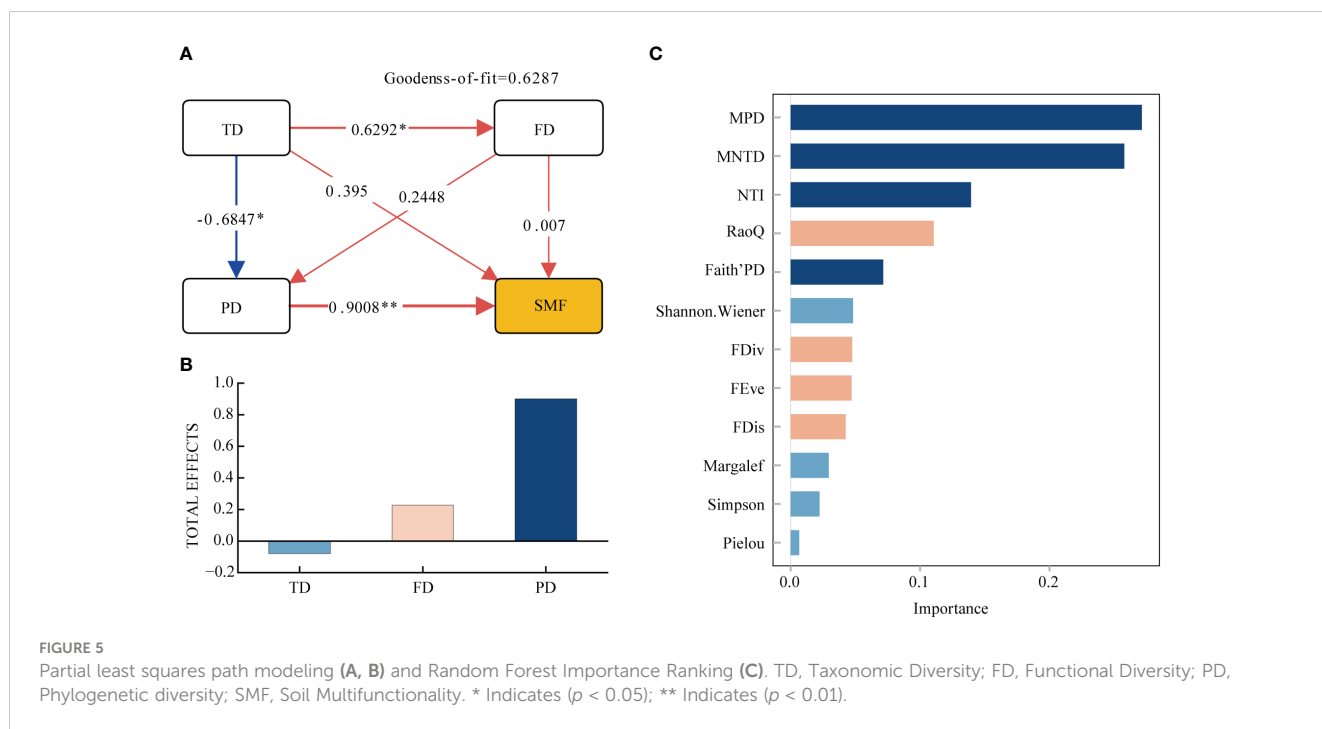 A
Goodenss-of-fit=0.6287
TD
0.6292*
FD
-0.6847*
0.395
0.2448
0.007
PD
0.9008**
SMF
B
TOTAL EFFECTS
1.0
0.8
0.6
0.4
0.2
0.0
−0.2
TD
FD
PD
C
MPD
MNTD
NTI
RaoQ
Faith'PD
Shannon.Wiener
FDiv
FEve
FDis
Margalef
Simpson
Pielou
0.0
0.1
0.2
Importance
FIGURE 5
Partial least squares path modeling (A, B) and Random Forest Importance Ranking (C). TD, Taxonomic Diversity; FD, Functional Diversity; PD,
Phylogenetic diversity; SMF, Soil Multifunctionality. * Indicates (p < 0.05); ** Indicates (p < 0.01).